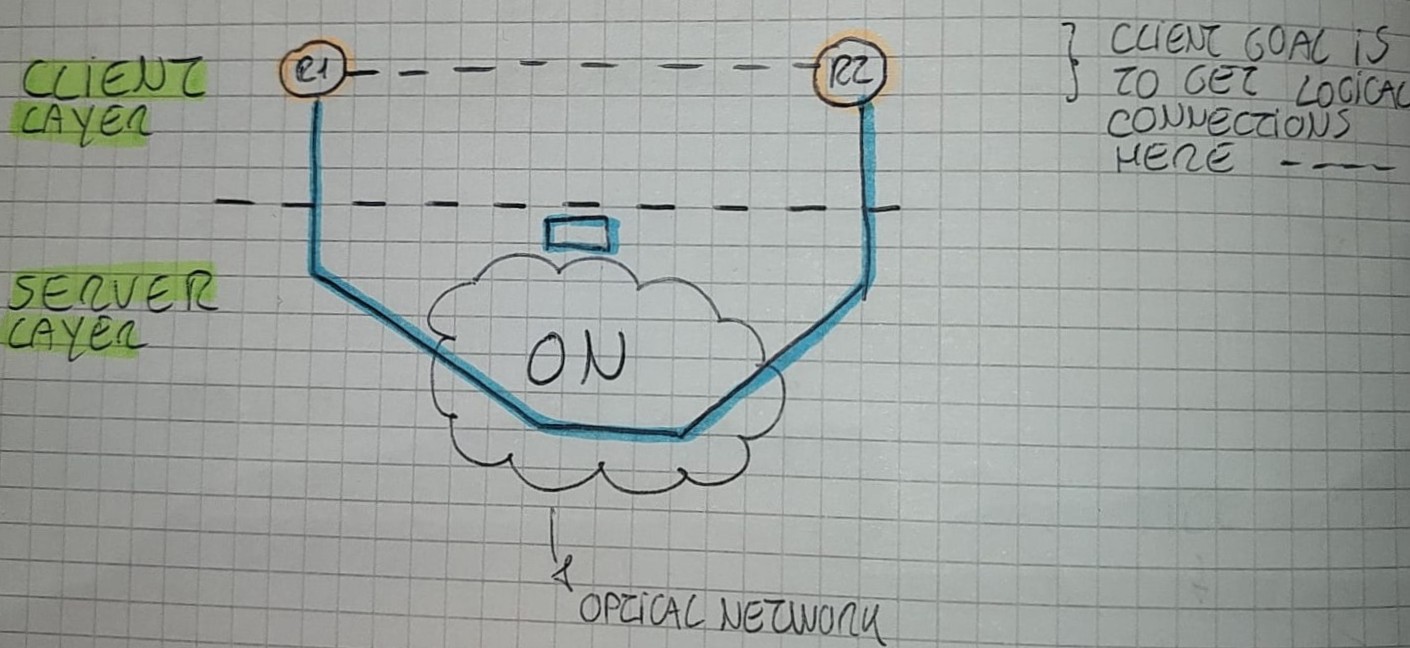 CLIENT
LAYER
R1
R2
CLIENT GOAL IS
TO GET LOGICAL
CONNECTIONS
HERE
SERVER
LAYER
ON
OPTICAL NETWORK